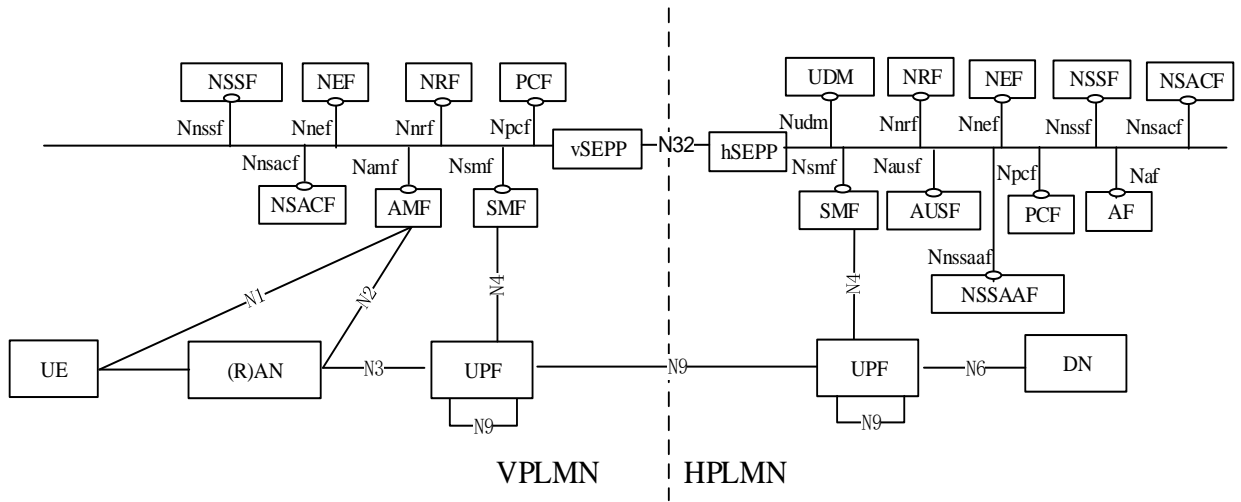 NSSF NEF NRF PCF UDM NRF NEF NSSF NSACF
Nnssf Nnef Nnrf Npcf Nudm Nnrf Nnef Nnssf Nnsacf
vSEPP N32 hSEPP
Nnsacf Namf Nsmf Nsmf Nausf Npcf Naf
NSACF AMF SMF SMF AUSF PCF AF
Nnssaaf
NSSAAF
N1 N2 N4 N4
UE (R)AN N3 UPF N9 UPF N6 DN
N9 N9
VPLMN HPLMN